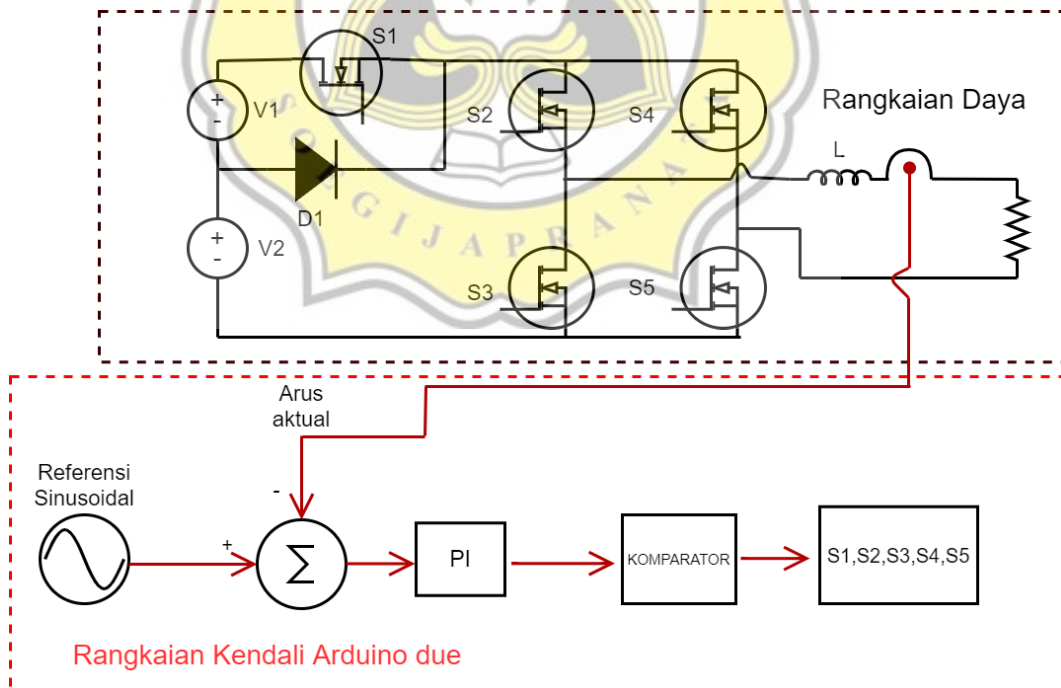 S1
+
-
V1
S2
S4
Rangkaian Daya
L
D1
+
-
V2
S3
S5
SOEGIJAPRANATA
Arus
aktual
Referensi
Sinusoidal
-
+
Σ
PI
KOMPARATOR
S1,S2,S3,S4,S5
Rangkaian Kendali Arduino due